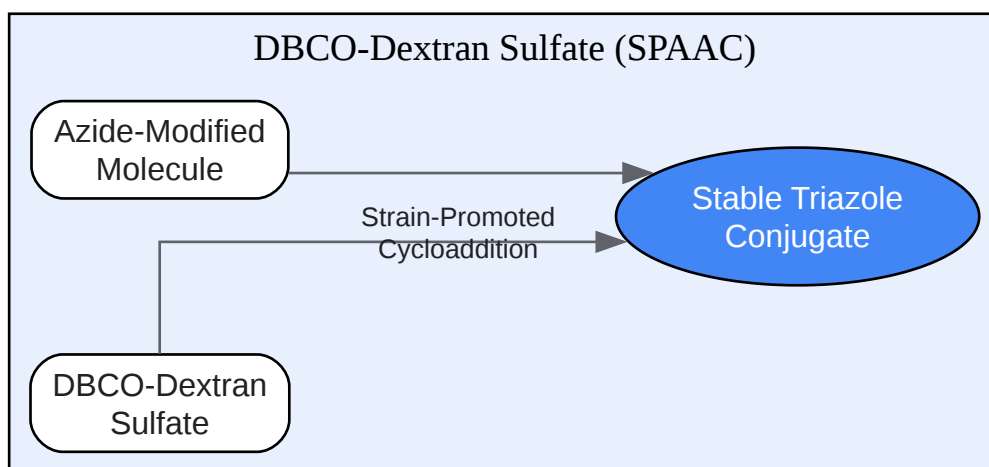 DBCO-Dextran Sulfate (SPAAC)
Azide-Modified
Molecule
Strain-Promoted
Cycloaddition
Stable Triazole
Conjugate
DBCO-Dextran
Sulfate